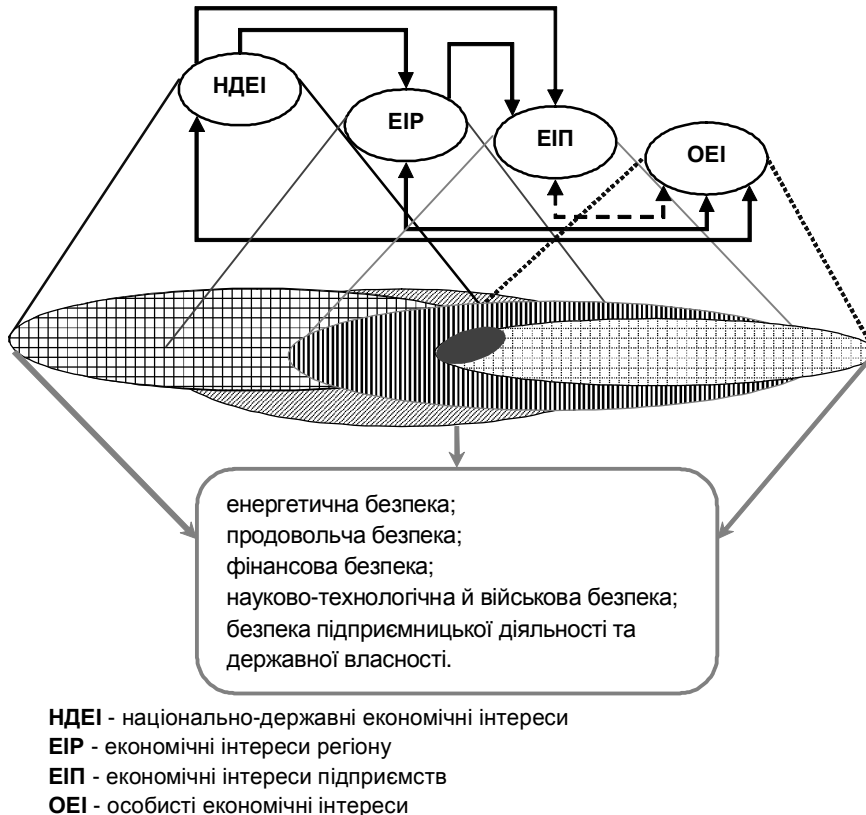 НДЕІ
ЕІР
ЕІП
ОЕІ
енергетична безпека;
продовольча безпека;
фінансова безпека;
науково-технологічна й військова безпека;
безпека підприємницької діяльності та
державної власності.
НДЕІ - національно-державні економічні інтереси
ЕІР - економічні інтереси регіону
ЕІП - економічні інтереси підприємств
ОЕІ - особисті економічні інтереси